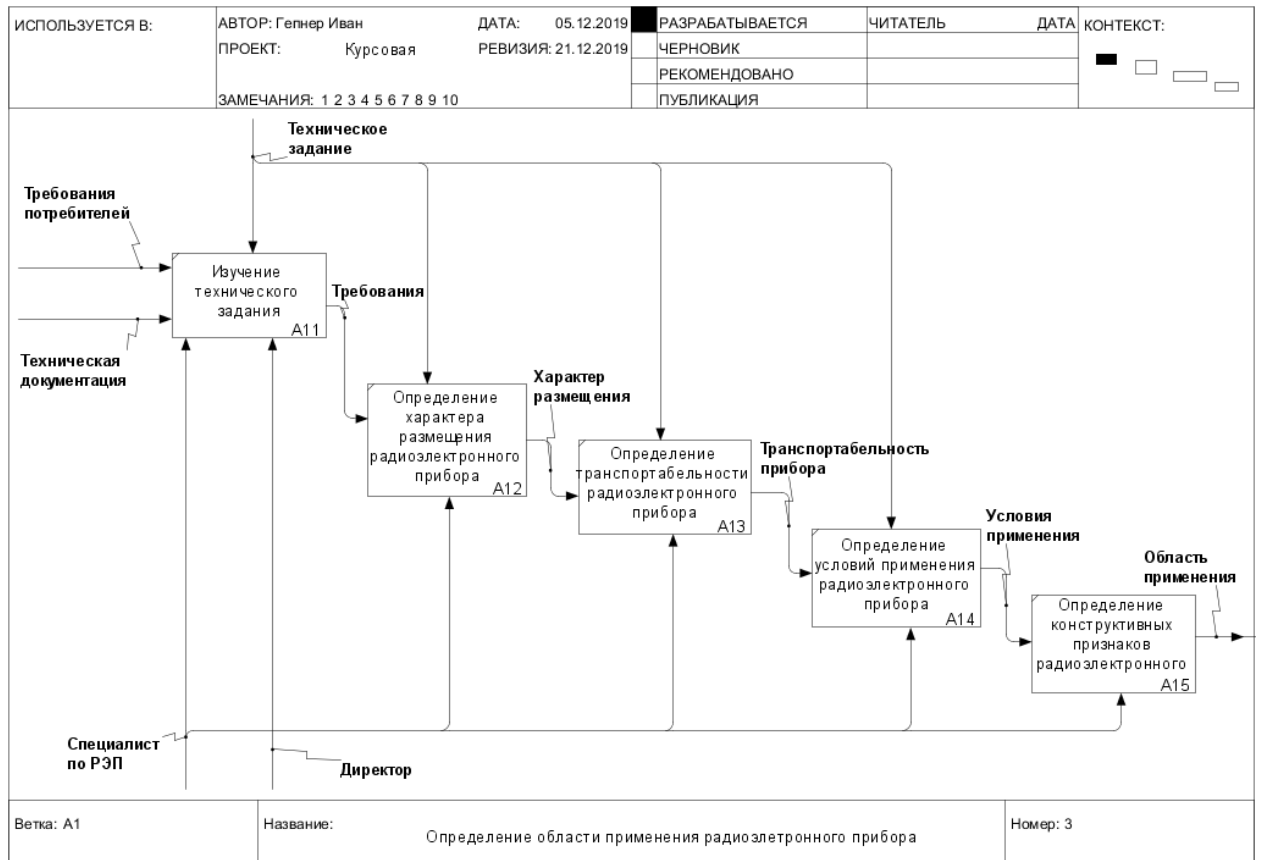 ИСПОЛЬЗУЕТСЯ В:
АВТОР: Гепнер Иван
ДАТА: 05.12.2019
РАЗРАБАТЫВАЕТСЯ
ЧИТАТЕЛЬ
ДАТА
КОНТЕКСТ:
ПРОЕКТ: Курсовая
РЕВИЗИЯ: 21.12.2019
ЧЕРНОВИК
РЕКОМЕНДОВАНО
ЗАМЕЧАНИЯ: 1 2 3 4 5 6 7 8 9 10
ПУБЛИКАЦИЯ
Техническое
задание
Требования
потребителей
Изучение
технического
задания
A11
Требования
Техническая
документация
Определение
характера
размещения
радиоэлектронного
прибора
A12
Характер
размещения
Определение
транспортабельности
радиоэлектронного
прибора
A13
Транспортабельность
прибора
Определение
условий применения
радиоэлектронного
прибора
A14
Условия
применения
Определение
конструктивных
признаков
радиоэлектронного
A15
Область
применения
Специалист
по РЭП
Директор
Ветка: A1
Название:
Определение области применения радиоэлетронного прибора
Номер: 3